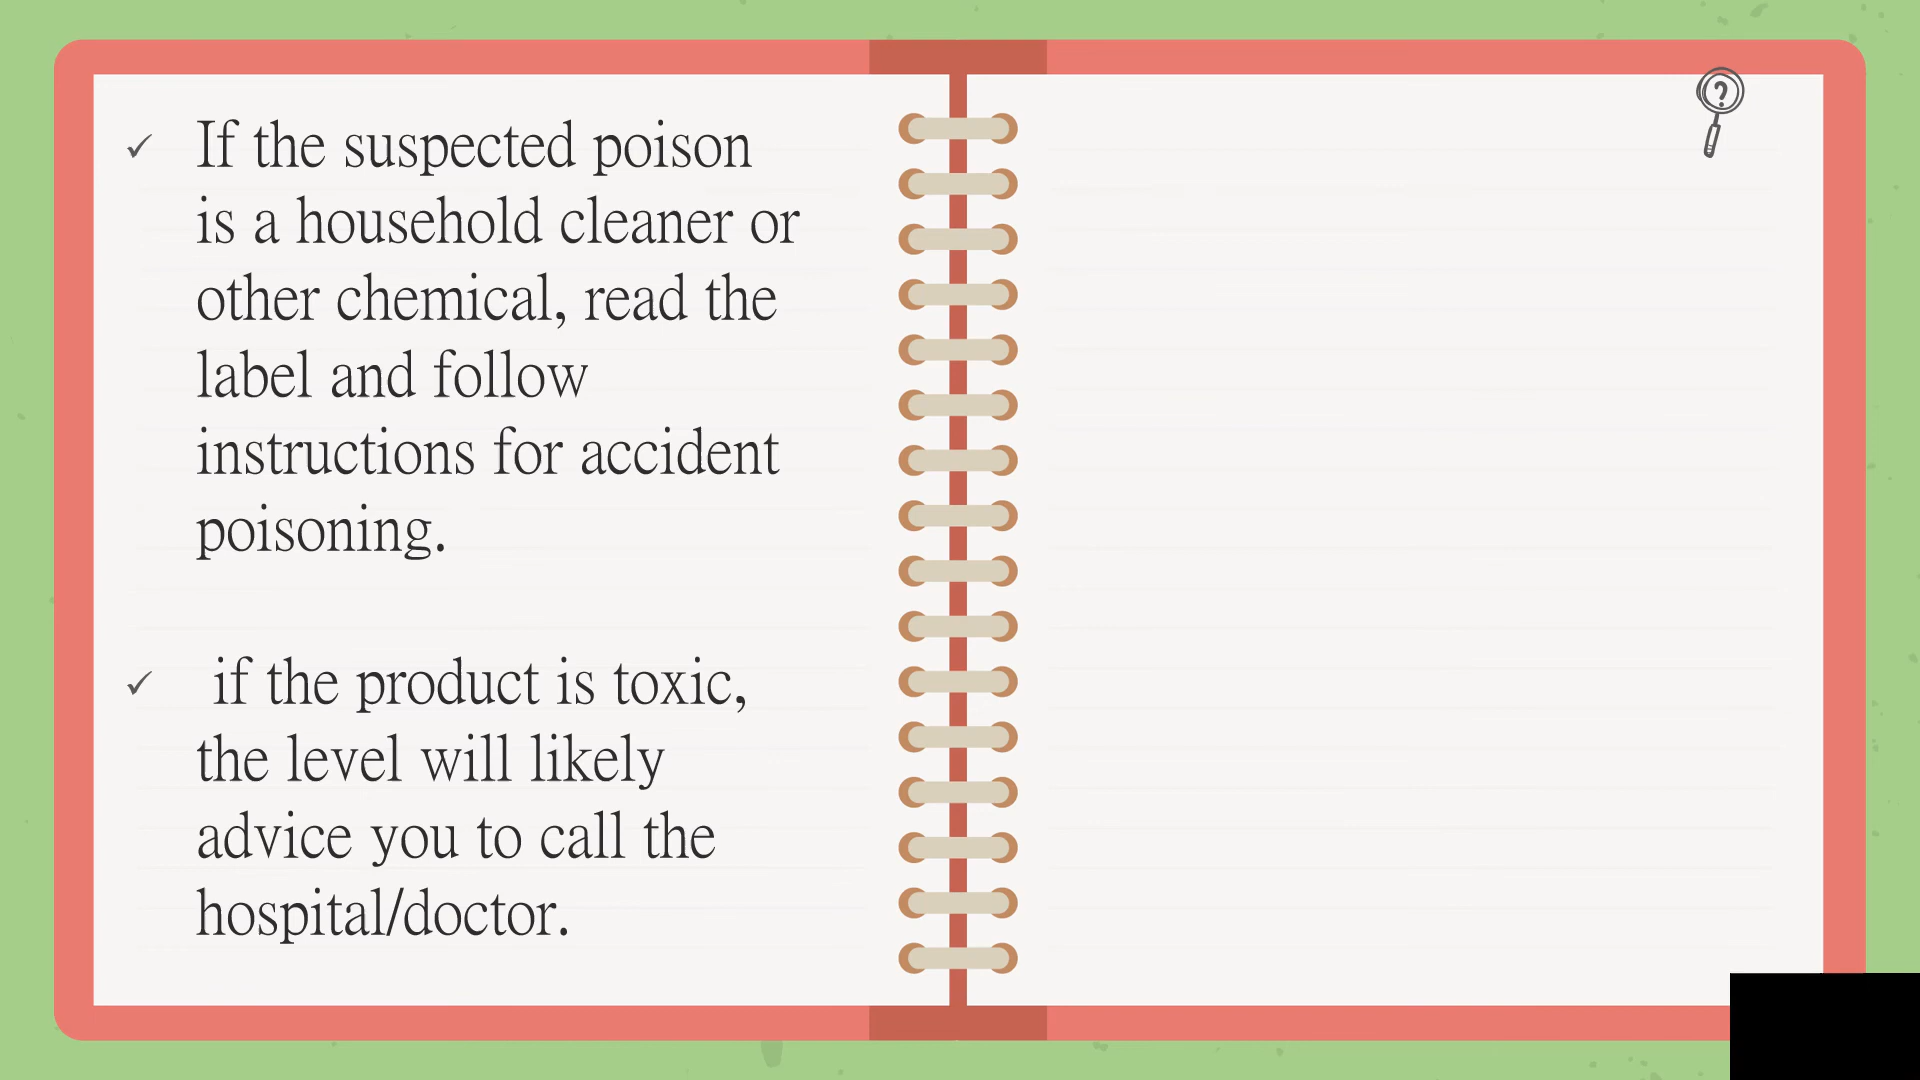 ✓ If the suspected poison
is a household cleaner or
other chemical, read the
label and follow
instructions for accident
poisoning.
✓ if the product is toxic,
the level will likely
advice you to call the
hospital/doctor.
?